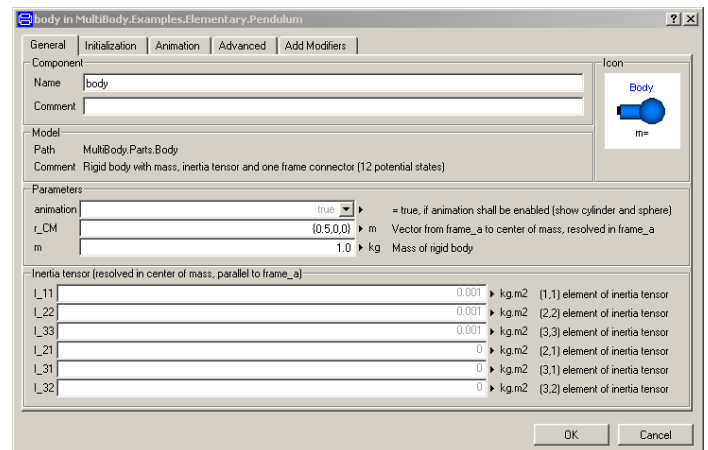 body in MultiBody.Examples.Elementary.Pendulum
General Initialization Animation Advanced Add Modifiers
Component
Name body
Comment
Icon
Body
m=
Model
Path MultiBody.Parts.Body
Comment Rigid body with mass, inertia tensor and one frame connector (12 potential states)
Parameters
animation true = true, if animation shall be enabled (show cylinder and sphere)
r_CM {0.5,0,0} m Vector from frame_a to center of mass, resolved in frame_a
m 1.0 kg Mass of rigid body
Inertia tensor (resolved in center of mass, parallel to frame_a)
I_11 0.001 kg.m2 (1,1) element of inertia tensor
I_22 0.001 kg.m2 (2,2) element of inertia tensor
I_33 0.001 kg.m2 (3,3) element of inertia tensor
I_21 0 kg.m2 (2,1) element of inertia tensor
I_31 0 kg.m2 (3,1) element of inertia tensor
I_32 0 kg.m2 (3,2) element of inertia tensor
OK Cancel